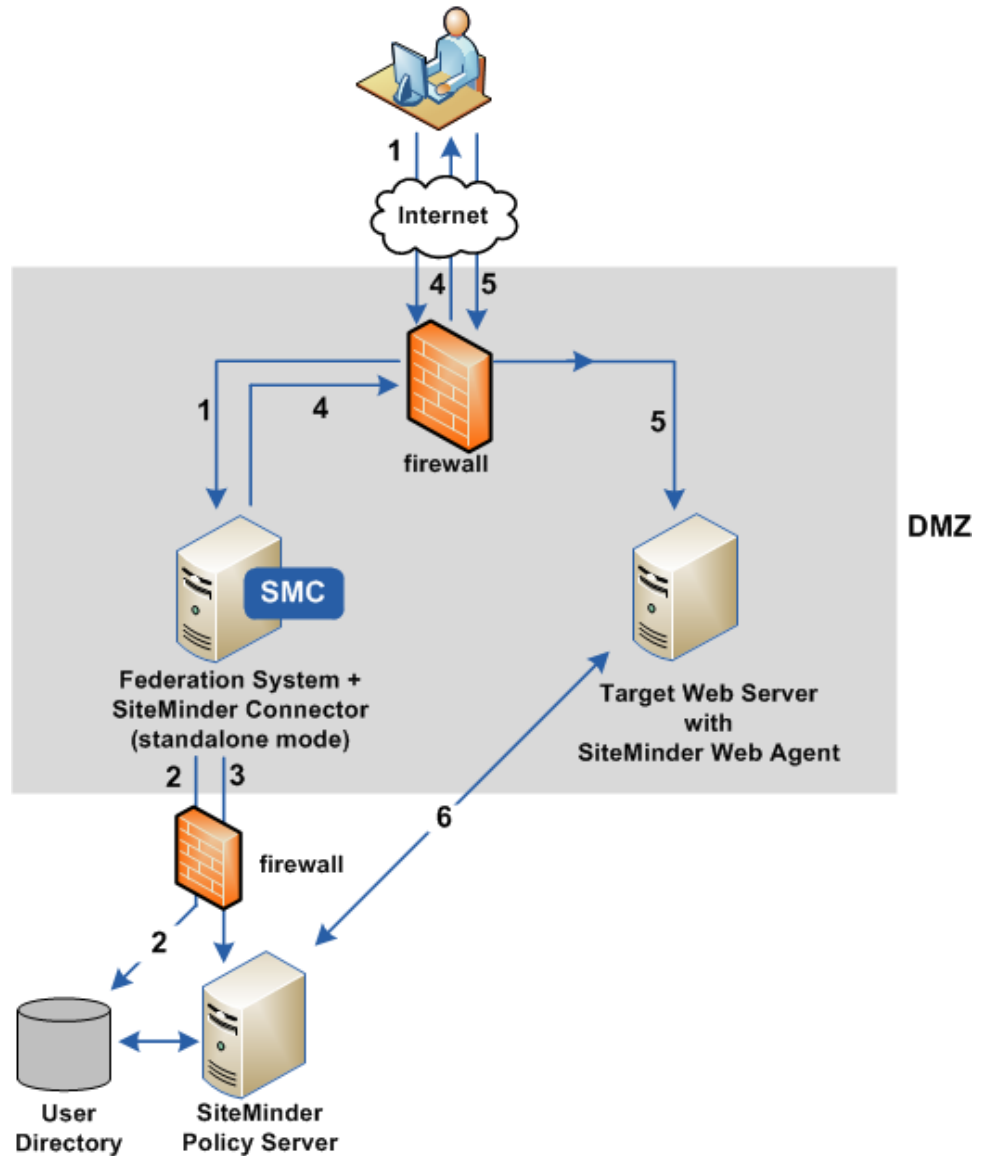 1
Internet
4
5
1
4
firewall
5
DMZ
SMC
Federation System +
SiteMinder Connector
(standalone mode)
Target Web Server
with
SiteMinder Web Agent
2
3
6
firewall
2
User
Directory
SiteMinder
Policy Server